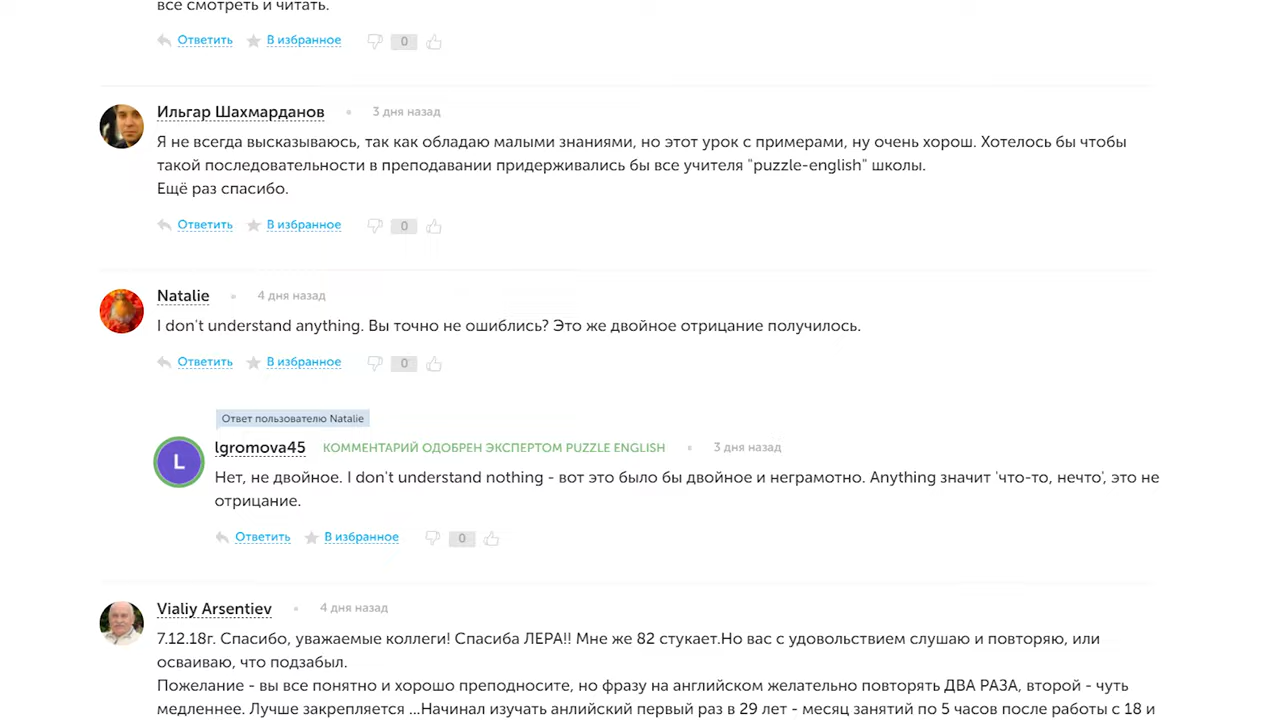 все смотреть и читать.
Ответить В избранное 0
Ильгар Шахмарданов • 3 дня назад
Я не всегда высказываюсь, так как обладаю малыми знаниями, но этот урок с примерами, ну очень хорош. Хотелось бы чтобы
такой последовательности в преподавании придерживались бы все учителя "puzzle-english" школы.
Ещё раз спасибо.
Ответить В избранное 0
Natalie • 4 дня назад
I don't understand anything. Вы точно не ошиблись? Это же двойное отрицание получилось.
Ответить В избранное 0
Ответ пользователю Natalie
L
lgromova45 КОММЕНТАРИЙ ОДОБРЕН ЭКСПЕРТОМ PUZZLE ENGLISH • 3 дня назад
Нет, не двойное. I don't understand nothing - вот это было бы двойное и неграмотно. Anything значит 'что-то, нечто', это не
отрицание.
Ответить В избранное 0
Vialiy Arsentiev • 4 дня назад
7.12.18г. Спасибо, уважаемые коллеги! Спасиба ЛЕРА!! Мне же 82 стукает.Но вас с удовольствием слушаю и повторяю, или
осваиваю, что подзабыл.
Пожелание - вы все понятно и хорошо преподносите, но фразу на английском желательно повторять ДВА РАЗА, второй - чуть
медленнее. Лучше закрепляется ...Начинал изучать анлийский первый раз в 29 лет - месяц занятий по 5 часов после работы с 18 и